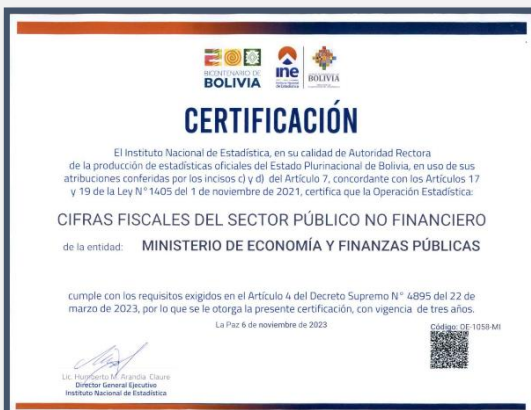 BICENTENARIO DE
BOLIVIA
ine
BOLIVIA
CERTIFICACIÓN
El Instituto Nacional de Estadística, en su calidad de Autoridad Rectora
de la producción de estadísticas oficiales del Estado Plurinacional de Bolivia, en uso de sus
atribuciones conferidas por los incisos c) y d) del Artículo 7, concordante con los Artículos 17
y 19 de la Ley N°1405 del 1 de noviembre de 2021, certifica que la Operación Estadística:
CIFRAS FISCALES DEL SECTOR PÚBLICO NO FINANCIERO
de la entidad: MINISTERIO DE ECONOMÍA Y FINANZAS PÚBLICAS
cumple con los requisitos exigidos en el Artículo 4 del Decreto Supremo N° 4895 del 22 de
marzo de 2023, por lo que se le otorga la presente certificación, con vigencia de tres años.
La Paz 6 de noviembre de 2023
Código: OE-1058-MI
Lic. Humberto M. Arandia Claure
Director General Ejecutivo
Instituto Nacional de Estadística